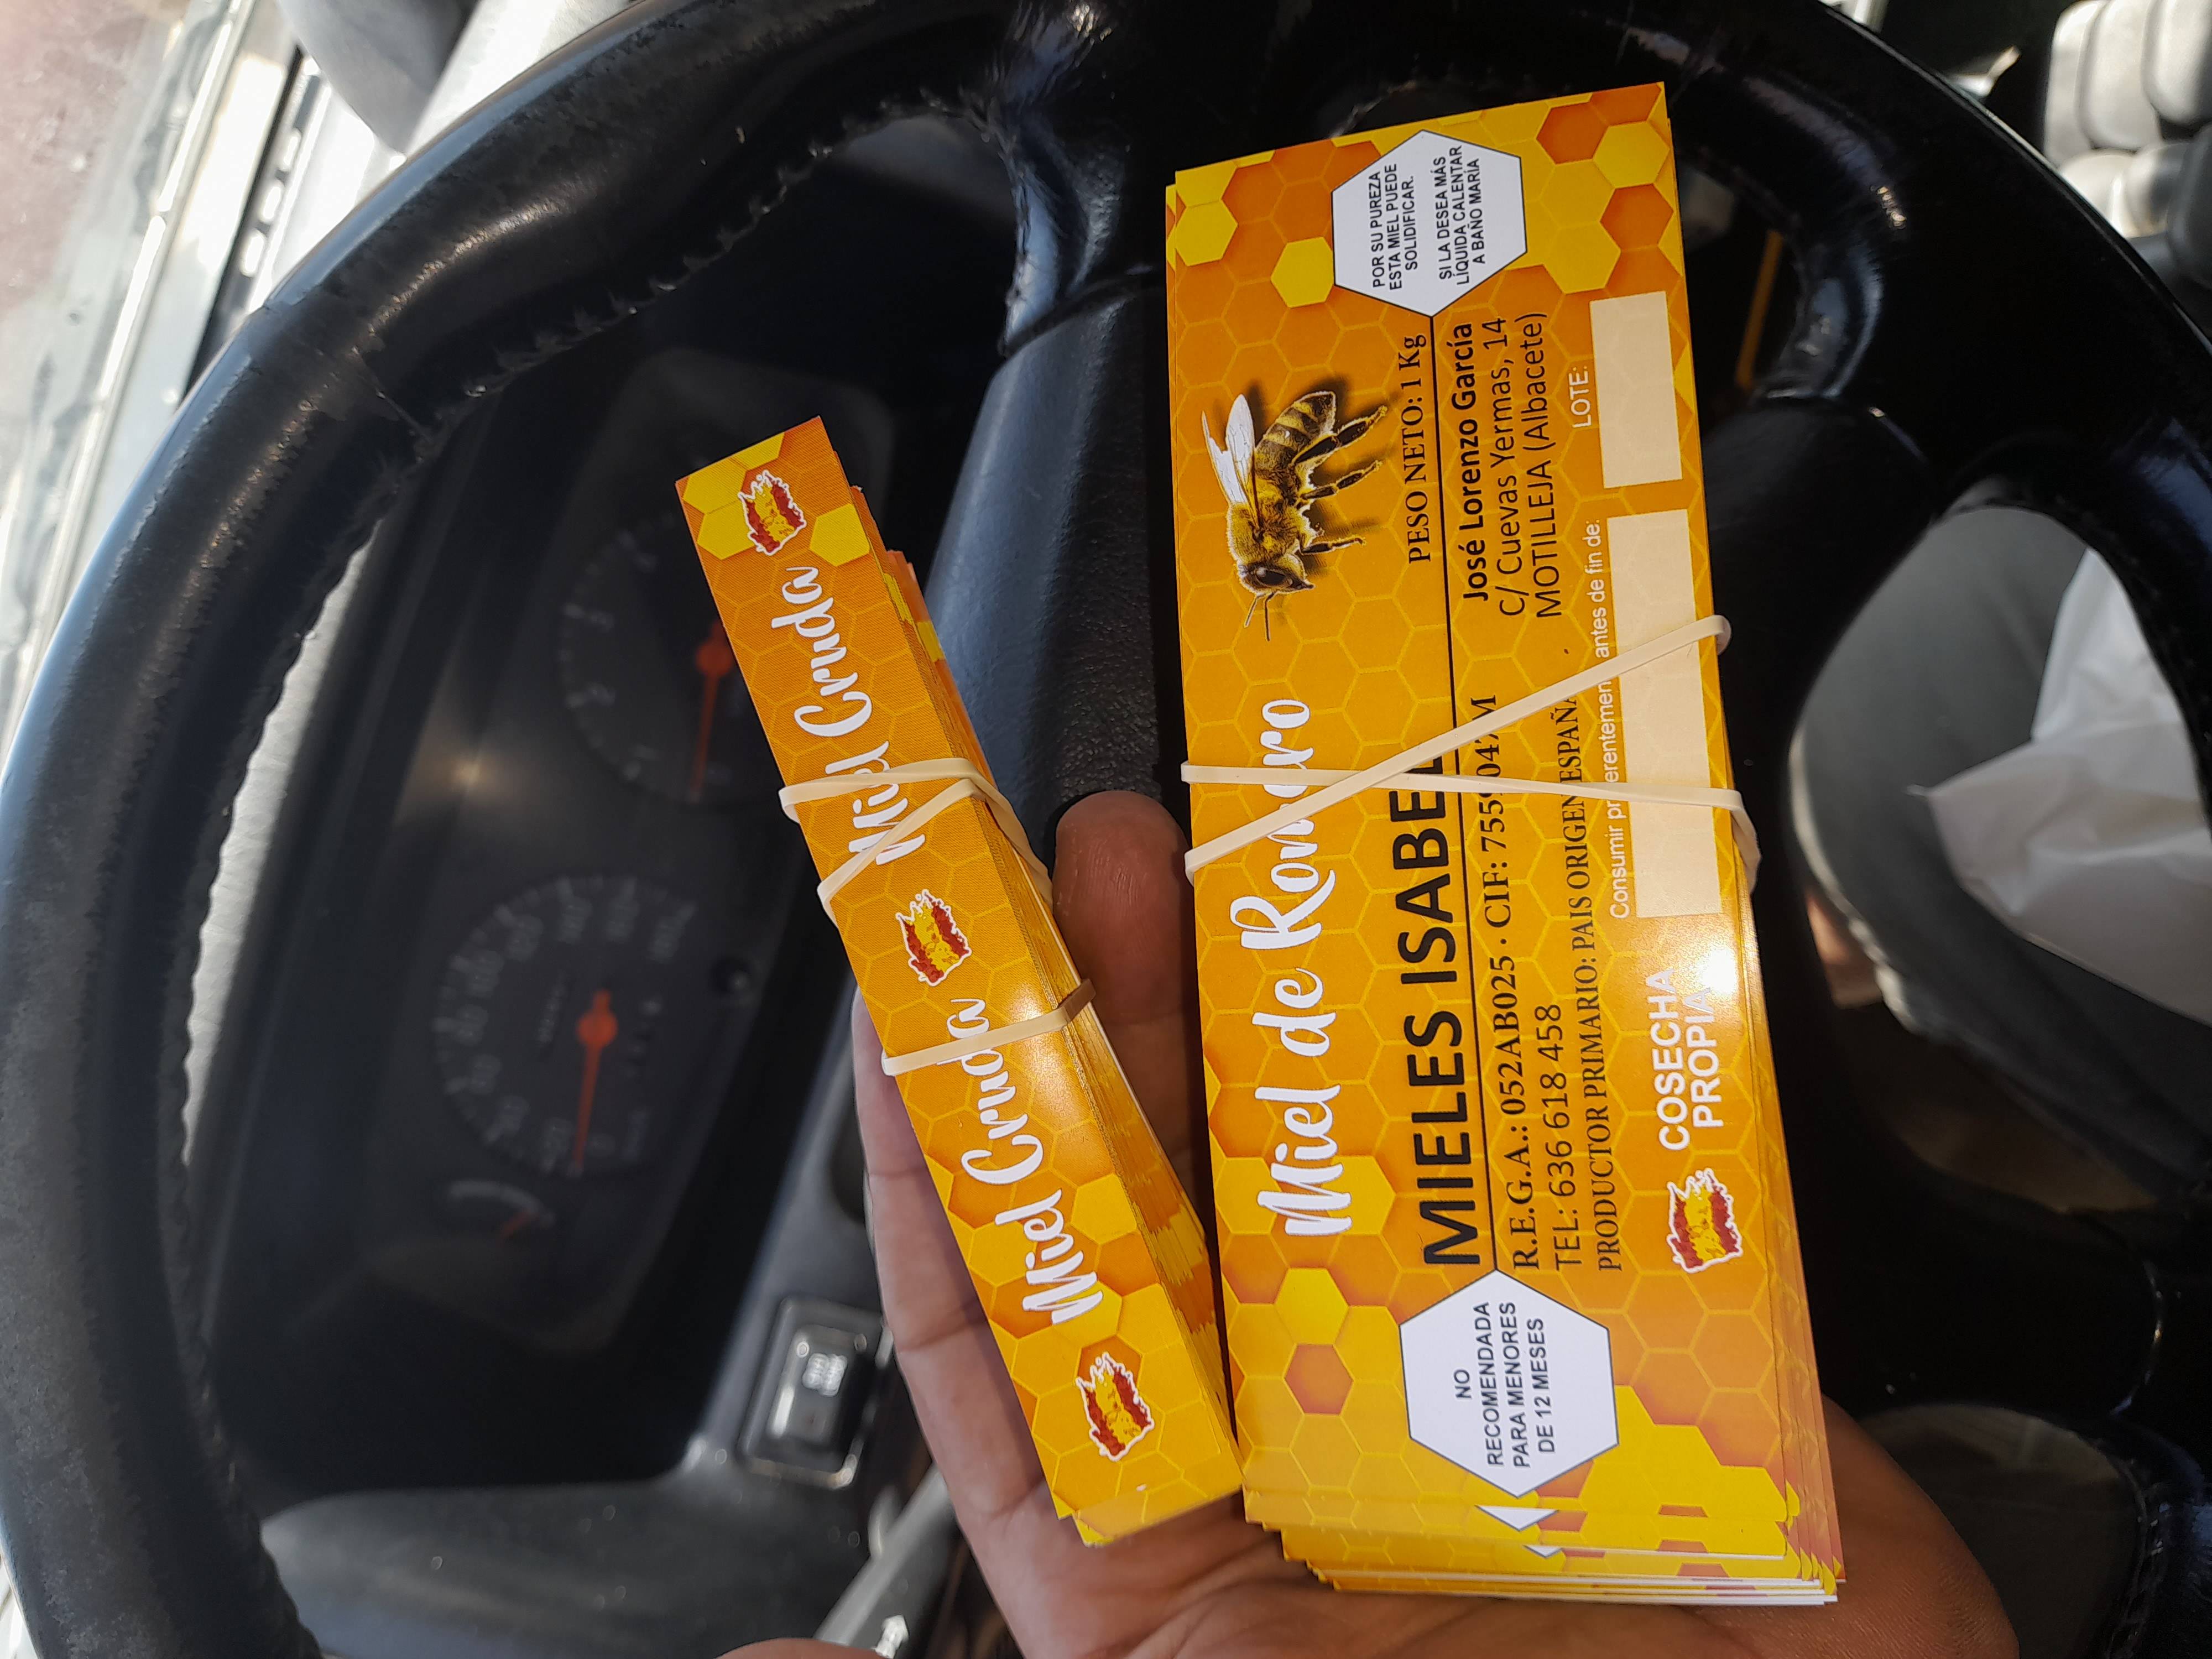 Miel Cruda
Miel Cruda
POR SU PUREZA
ESTA MIEL PUEDE
SOLIDIFICAR.
SI LA DESEA MÁS
LÍQUIDA CALENTAR
A BAÑO MARÍA
Miel de Romero
PESO NETO: 1 Kg
MIELES ISABEL
José Lorenzo García
R.E.G.A.: 052AB025 · CIF:
C/ Cuevas Yermas, 14
TEL: 636 618 458
MOTILLEJA (Albacete)
PRODUCTOR PRIMARIO: PAIS ORIGEN ESPAÑA
Consumir preferentemente antes de fin de:
LOTE:
COSECHA
PROPIA
NO
RECOMENDADA
PARA MENORES
DE 12 MESES